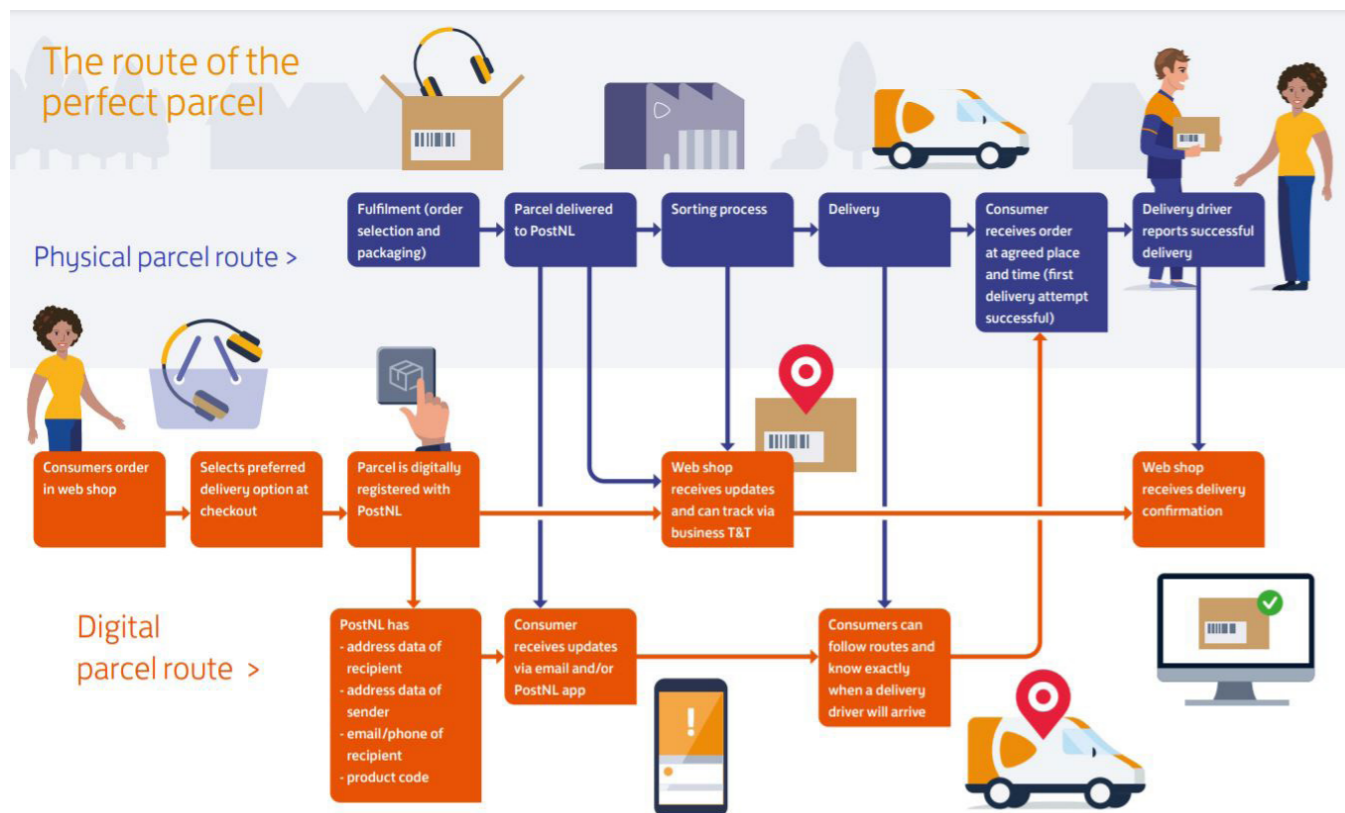 The route of the
perfect parcel
Physical parcel route >
Fulfilment (order
selection and
packaging)
Parcel delivered
to PostNL
Sorting process
Delivery
Consumer
receives order
at agreed place
and time (first
delivery attempt
successful)
Delivery driver
reports successful
delivery
Consumers order
in web shop
Selects preferred
delivery option at
checkout
Parcel is digitally
registered with
PostNL
Web shop
receives updates
and can track via
business T&T
Web shop
receives delivery
confirmation
Digital
parcel route >
PostNL has
- address data of
recipient
- address data of
sender
- email/phone of
recipient
- product code
Consumer
receives updates
via email and/or
PostNL app
!
Consumers can
follow routes and
know exactly
when a delivery
driver will arrive